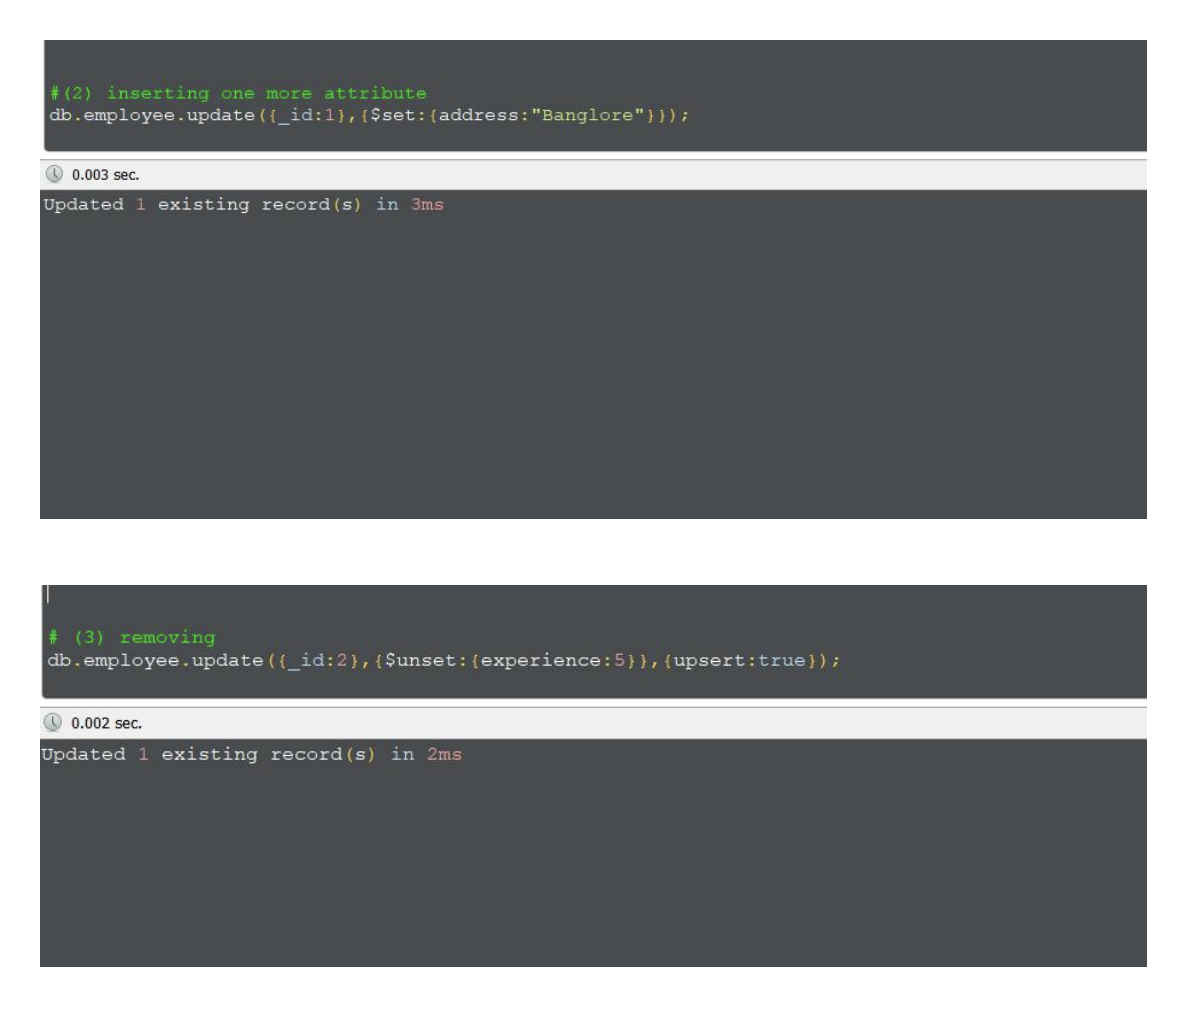 #(2) inserting one more attribute
db.employee.update({_id:1},{$set:{address:"Banglore"}});
0.003 sec.
Updated 1 existing record(s) in 3ms
# (3) removing
db.employee.update({_id:2},{$unset:{experience:5}},{upsert:true});
0.002 sec.
Updated 1 existing record(s) in 2ms